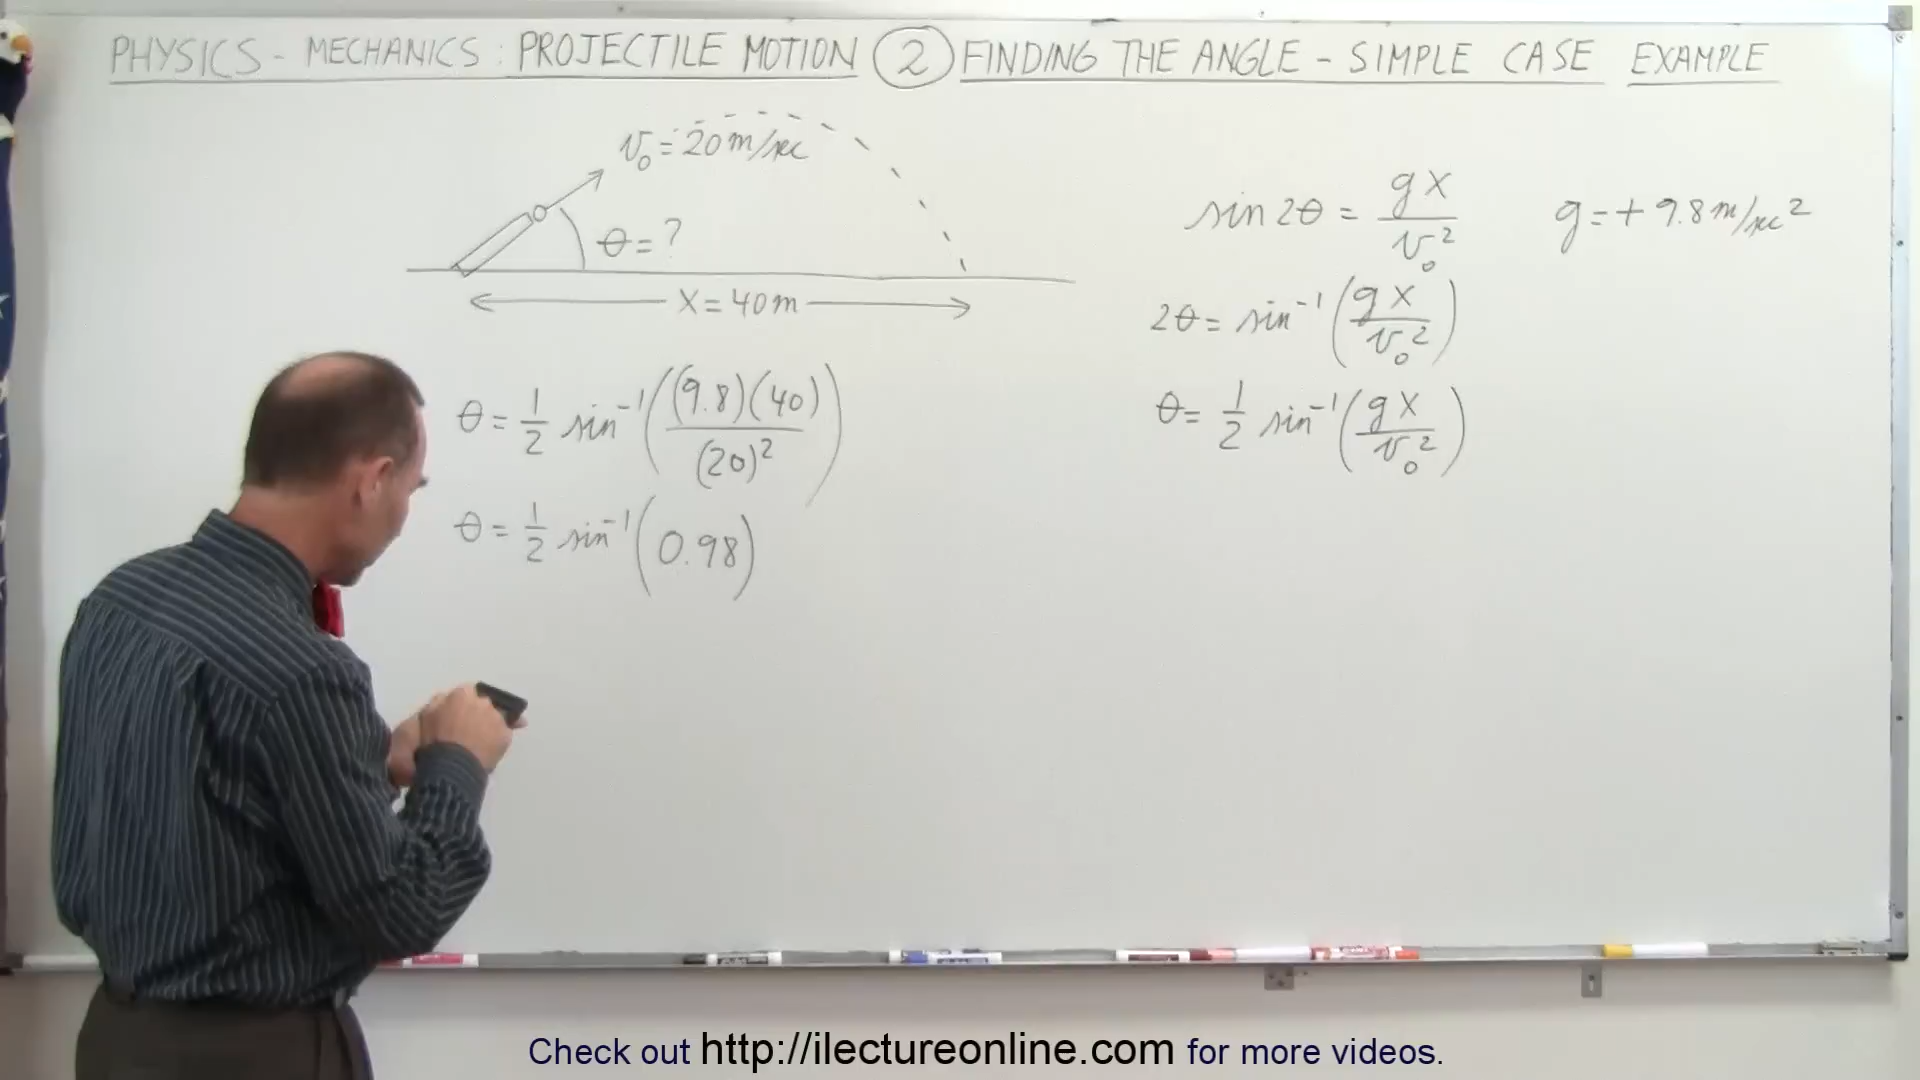 PHYSICS - MECHANICS : PROJECTILE MOTION ② FINDING THE ANGLE - SIMPLE CASE EXAMPLE
v₀ = 20 m/sec
θ = ?
X = 40 m
θ = 1/2 sin⁻¹((9.8)(40)/(20)²)
θ = 1/2 sin⁻¹(0.98)
sin 2θ = gX/v₀²
g = + 9.8 m/sec²
2θ = sin⁻¹(gX/v₀²)
θ = 1/2 sin⁻¹(gX/v₀²)
Check out http://ilectureonline.com for more videos.